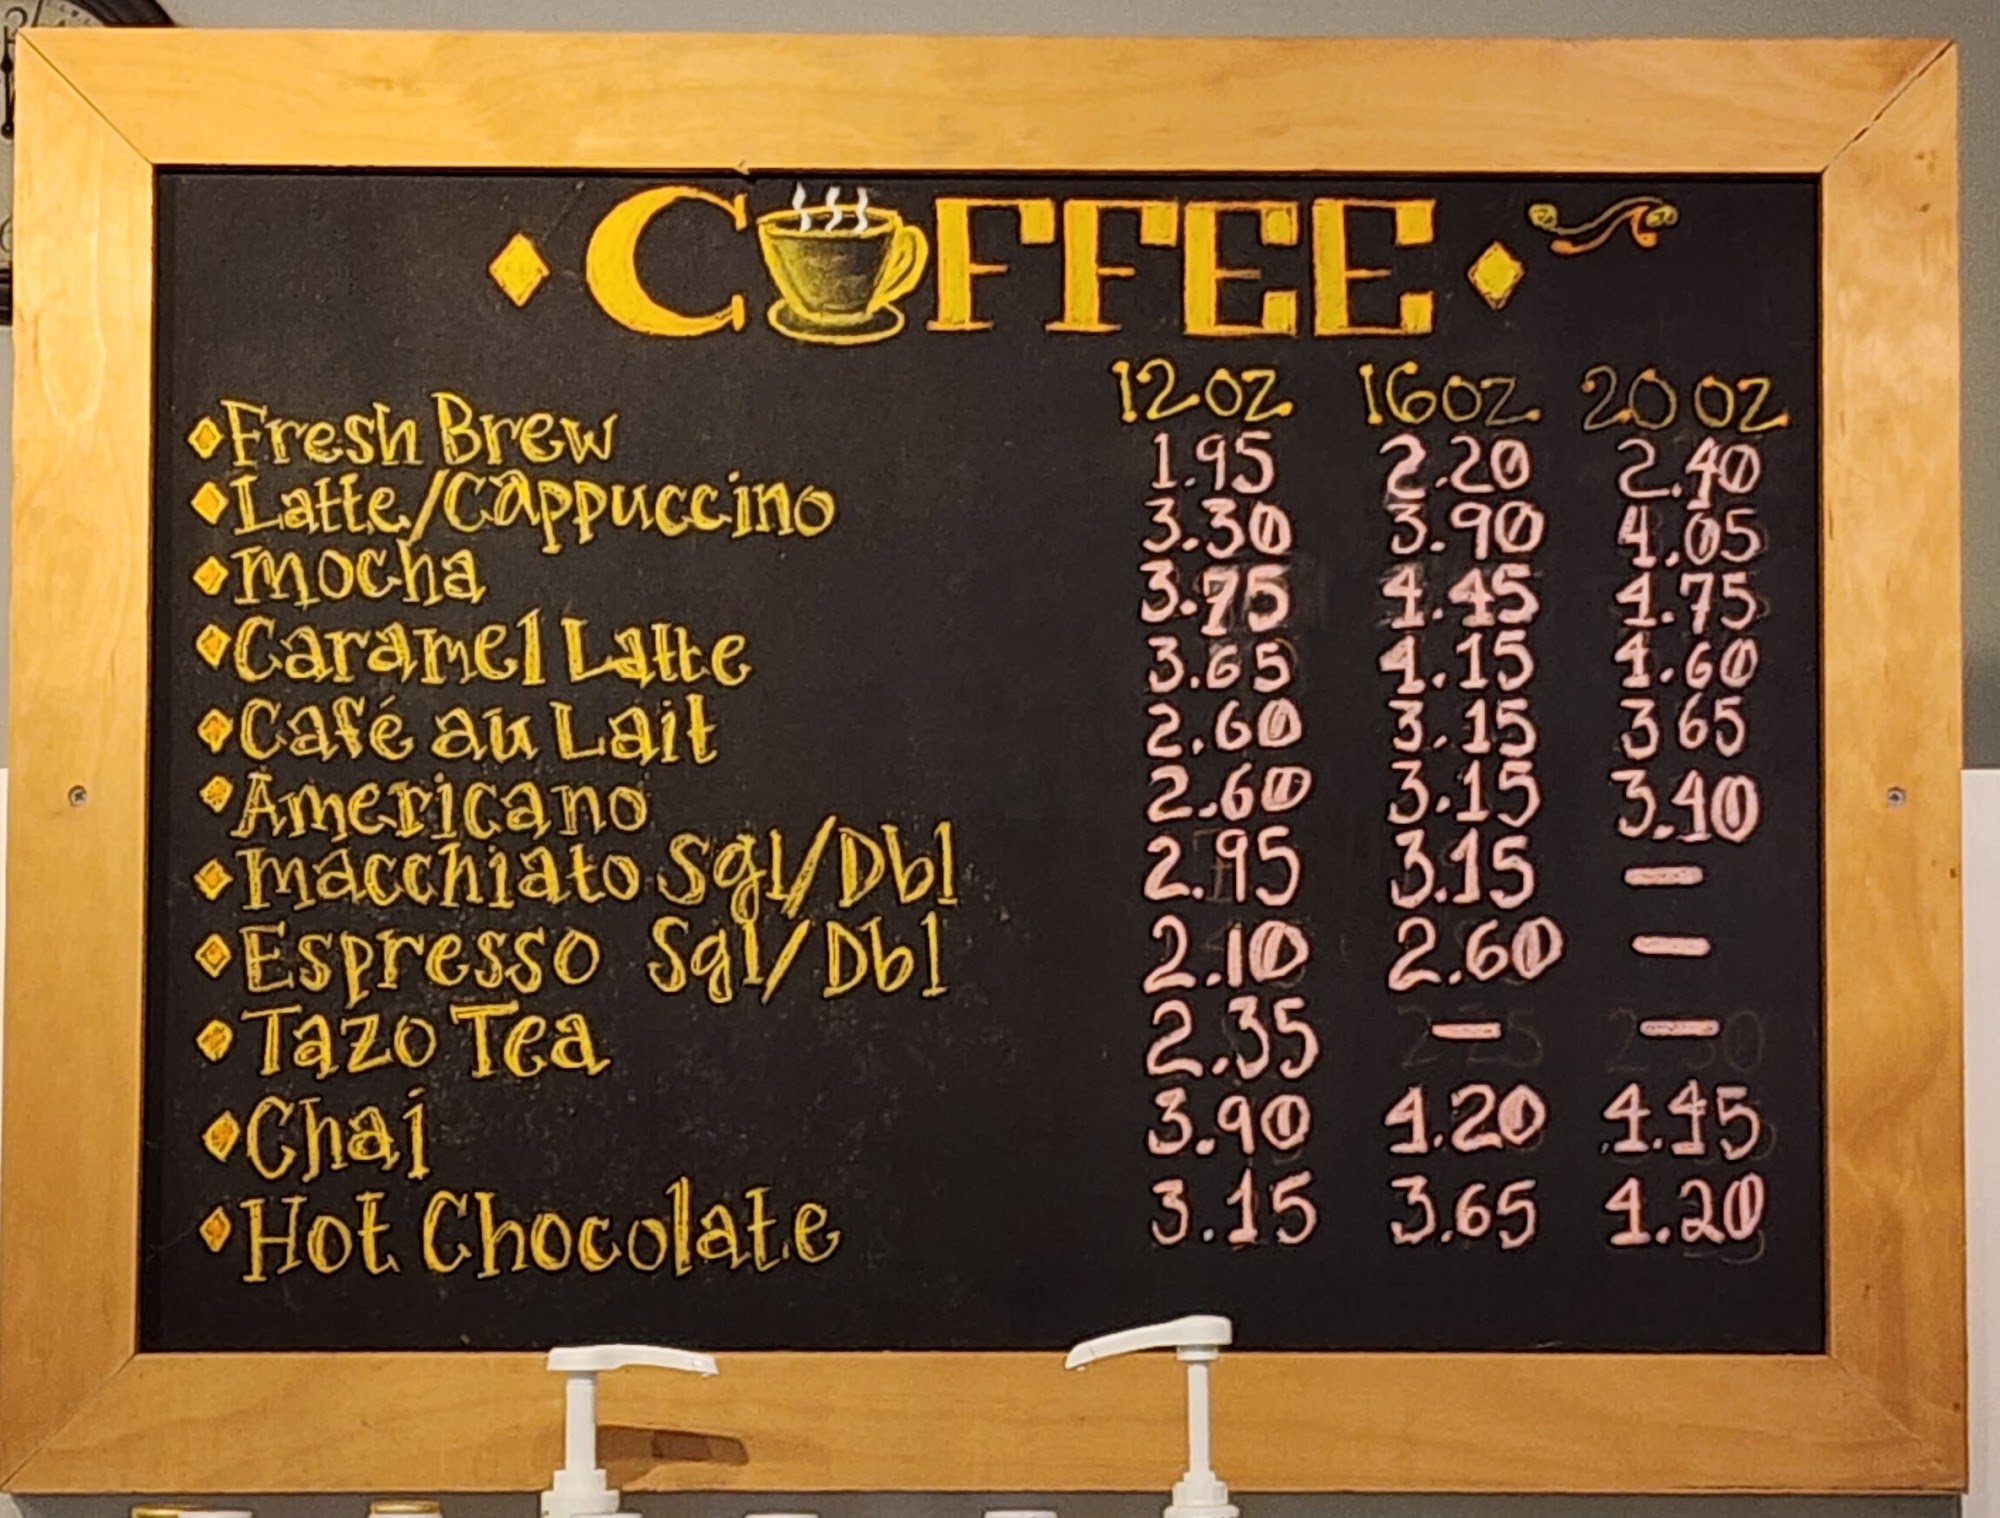 COFFEE
12oz 16oz 20oz
Fresh Brew 1.95 2.20 2.40
Latte/Cappuccino 3.30 3.90 4.05
mocha 3.75 4.45 4.75
Caramel Latte 3.65 4.15 4.60
Café au Lait 2.60 3.15 3 65
Americano 2.60 3.15 3.40
macchiato Sgl/Dbl 2.95 3.15 —
Espresso Sgl/Dbl 2.10 2.60 —
Tazo Tea 2.35 — —
Chai 3.90 4.20 4.45
Hot Chocolate 3.15 3.65 4.20